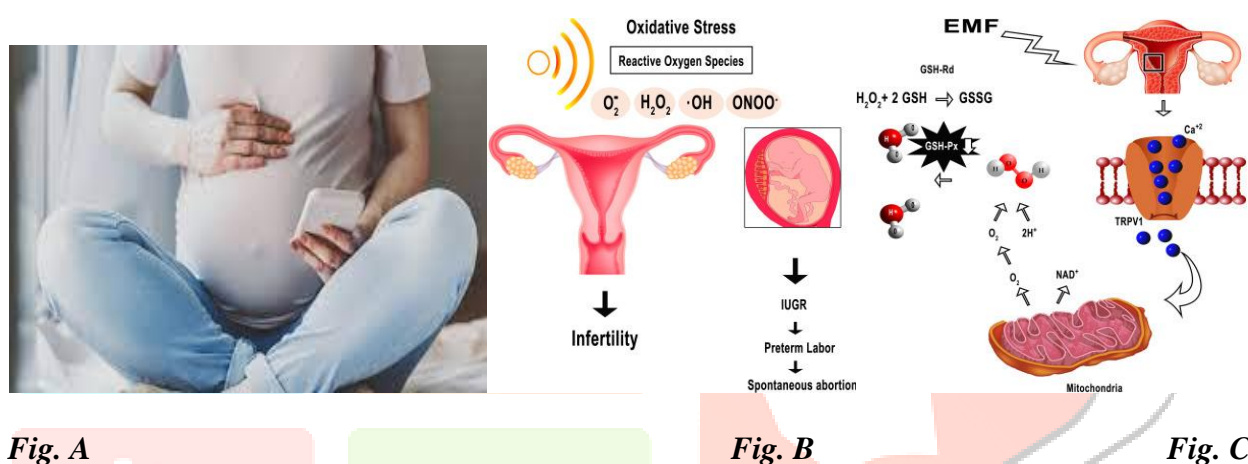 Oxidative Stress
Reactive Oxygen Species
O₂⁻ H₂O₂ ·OH ONOO⁻
Infertility
IUGR
Preterm Labor
Spontaneous abortion
EMF
GSH-Rd
H₂O₂+ 2 GSH ⇒ GSSG
H⁺
GSH-Px
H O O H
H⁺
Ca⁺²
TRPV1
O₂ 2H⁺
O₂ NAD⁺
Mitochondria
Fig. A Fig. B Fig. C